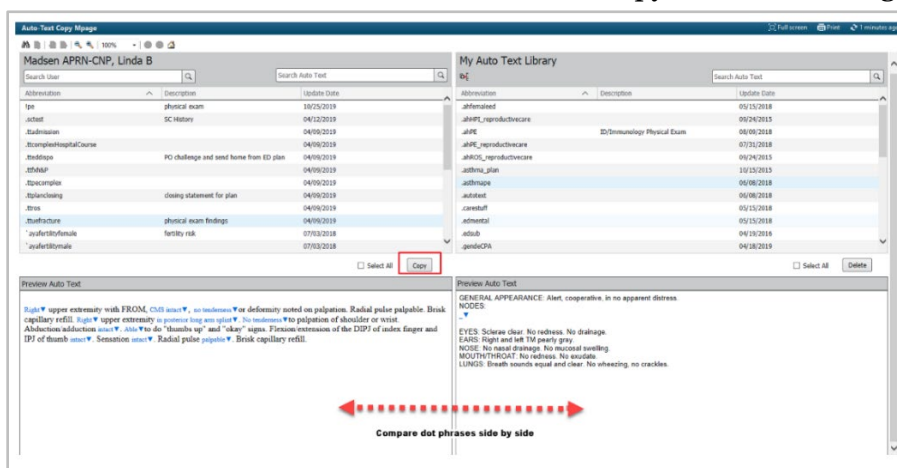 py
Auto-Text Copy Mpage
Full screen Print 1 minutes ago
100%
Madsen APRN-CNP, Linda B
Search User
Search Auto Text
Abbreviation Description Update Date
!pe physical exam 10/25/2019
.sctest SC History 04/12/2019
.ttadmission 04/09/2019
.ttcomplexHospitalCourse 04/09/2019
.tteddispo PO challenge and send home from ED plan 04/09/2019
04/09/2019
.ttpecomplex 04/09/2019
.ttplanclosing closing statement for plan 04/09/2019
.ttros 04/09/2019
.ttuefracture physical exam findings 04/09/2019
`ayafertilityfemale fertility risk 07/03/2018
`ayafertilitymale 07/03/2018
Select All Copy
Preview Auto Text
Right upper extremity with FROM, CMS intact, no tenderness or deformity noted on palpation. Radial pulse palpable. Brisk
capillary refill. Right upper extremity in posterior long arm splint. No tenderness to palpation of shoulder or wrist.
Abduction/adduction intact. Able to do "thumbs up" and "okay" signs. Flexion/extension of the DIPJ of index finger and
IPJ of thumb intact. Sensation intact. Radial pulse palpable. Brisk capillary refill.
My Auto Text Library
Search Auto Text
Abbreviation Description Update Date
.ahfemaleed 05/15/2018
.ahHPI_reproductivecare 09/24/2015
.ahPE ID/Immunology Physical Exam 08/09/2018
.ahPE_reproductivecare 07/31/2018
.ahROS_reproductivecare 09/24/2015
.asthma_plan 10/15/2015
.asthmape 06/08/2018
.autotest 06/08/2018
.carestuff 05/15/2018
.edmental 05/15/2018
.edsub 04/19/2016
.gendeCPA 04/18/2019
Select All Delete
Preview Auto Text
GENERAL APPEARANCE: Alert, cooperative, in no apparent distress
NODES:
_
EYES: Sclerae clear. No redness. No drainage.
EARS: Right and left TM pearly gray.
NOSE: No nasal drainage. No mucosal swelling.
MOUTH/THROAT: No redness. No exudate.
LUNGS: Breath sounds equal and clear. No wheezing, no crackles.
Compare dot phrases side by side